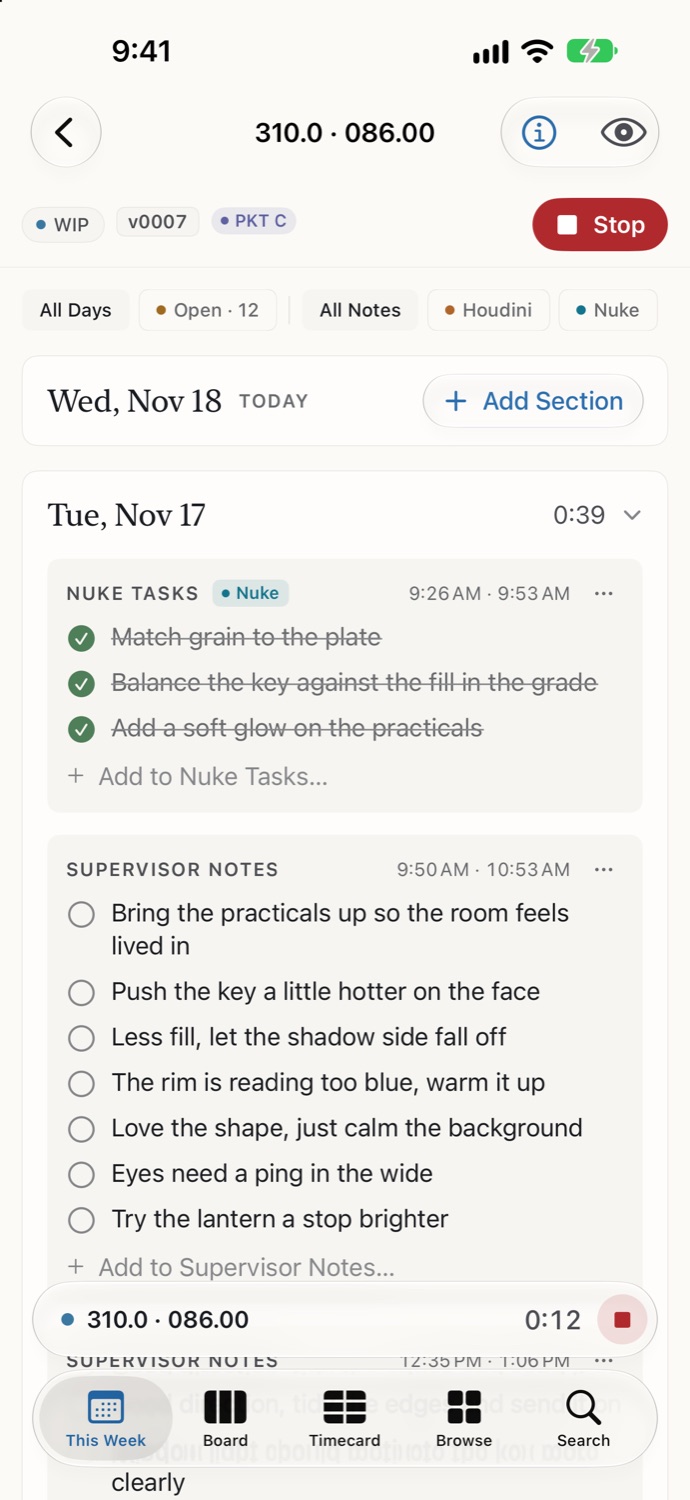 9:41
310.0 · 086.00
WIP v0007 PKT C Stop
All Days Open · 12 All Notes Houdini Nuke
Wed, Nov 18 TODAY + Add Section
Tue, Nov 17 0:39
NUKE TASKS Nuke 9:26 AM · 9:53 AM ···
Match grain to the plate
Balance the key against the fill in the grade
Add a soft glow on the practicals
+ Add to Nuke Tasks...
SUPERVISOR NOTES 9:50 AM · 10:53 AM ···
Bring the practicals up so the room feels
lived in
Push the key a little hotter on the face
Less fill, let the shadow side fall off
The rim is reading too blue, warm it up
Love the shape, just calm the background
Eyes need a ping in the wide
Try the lantern a stop brighter
+ Add to Supervisor Notes...
310.0 · 086.00 0:12
SUPERVISOR NOTES 12:35 PM · 1:06 PM ···
This Week Board Timecard Browse Search
clearly